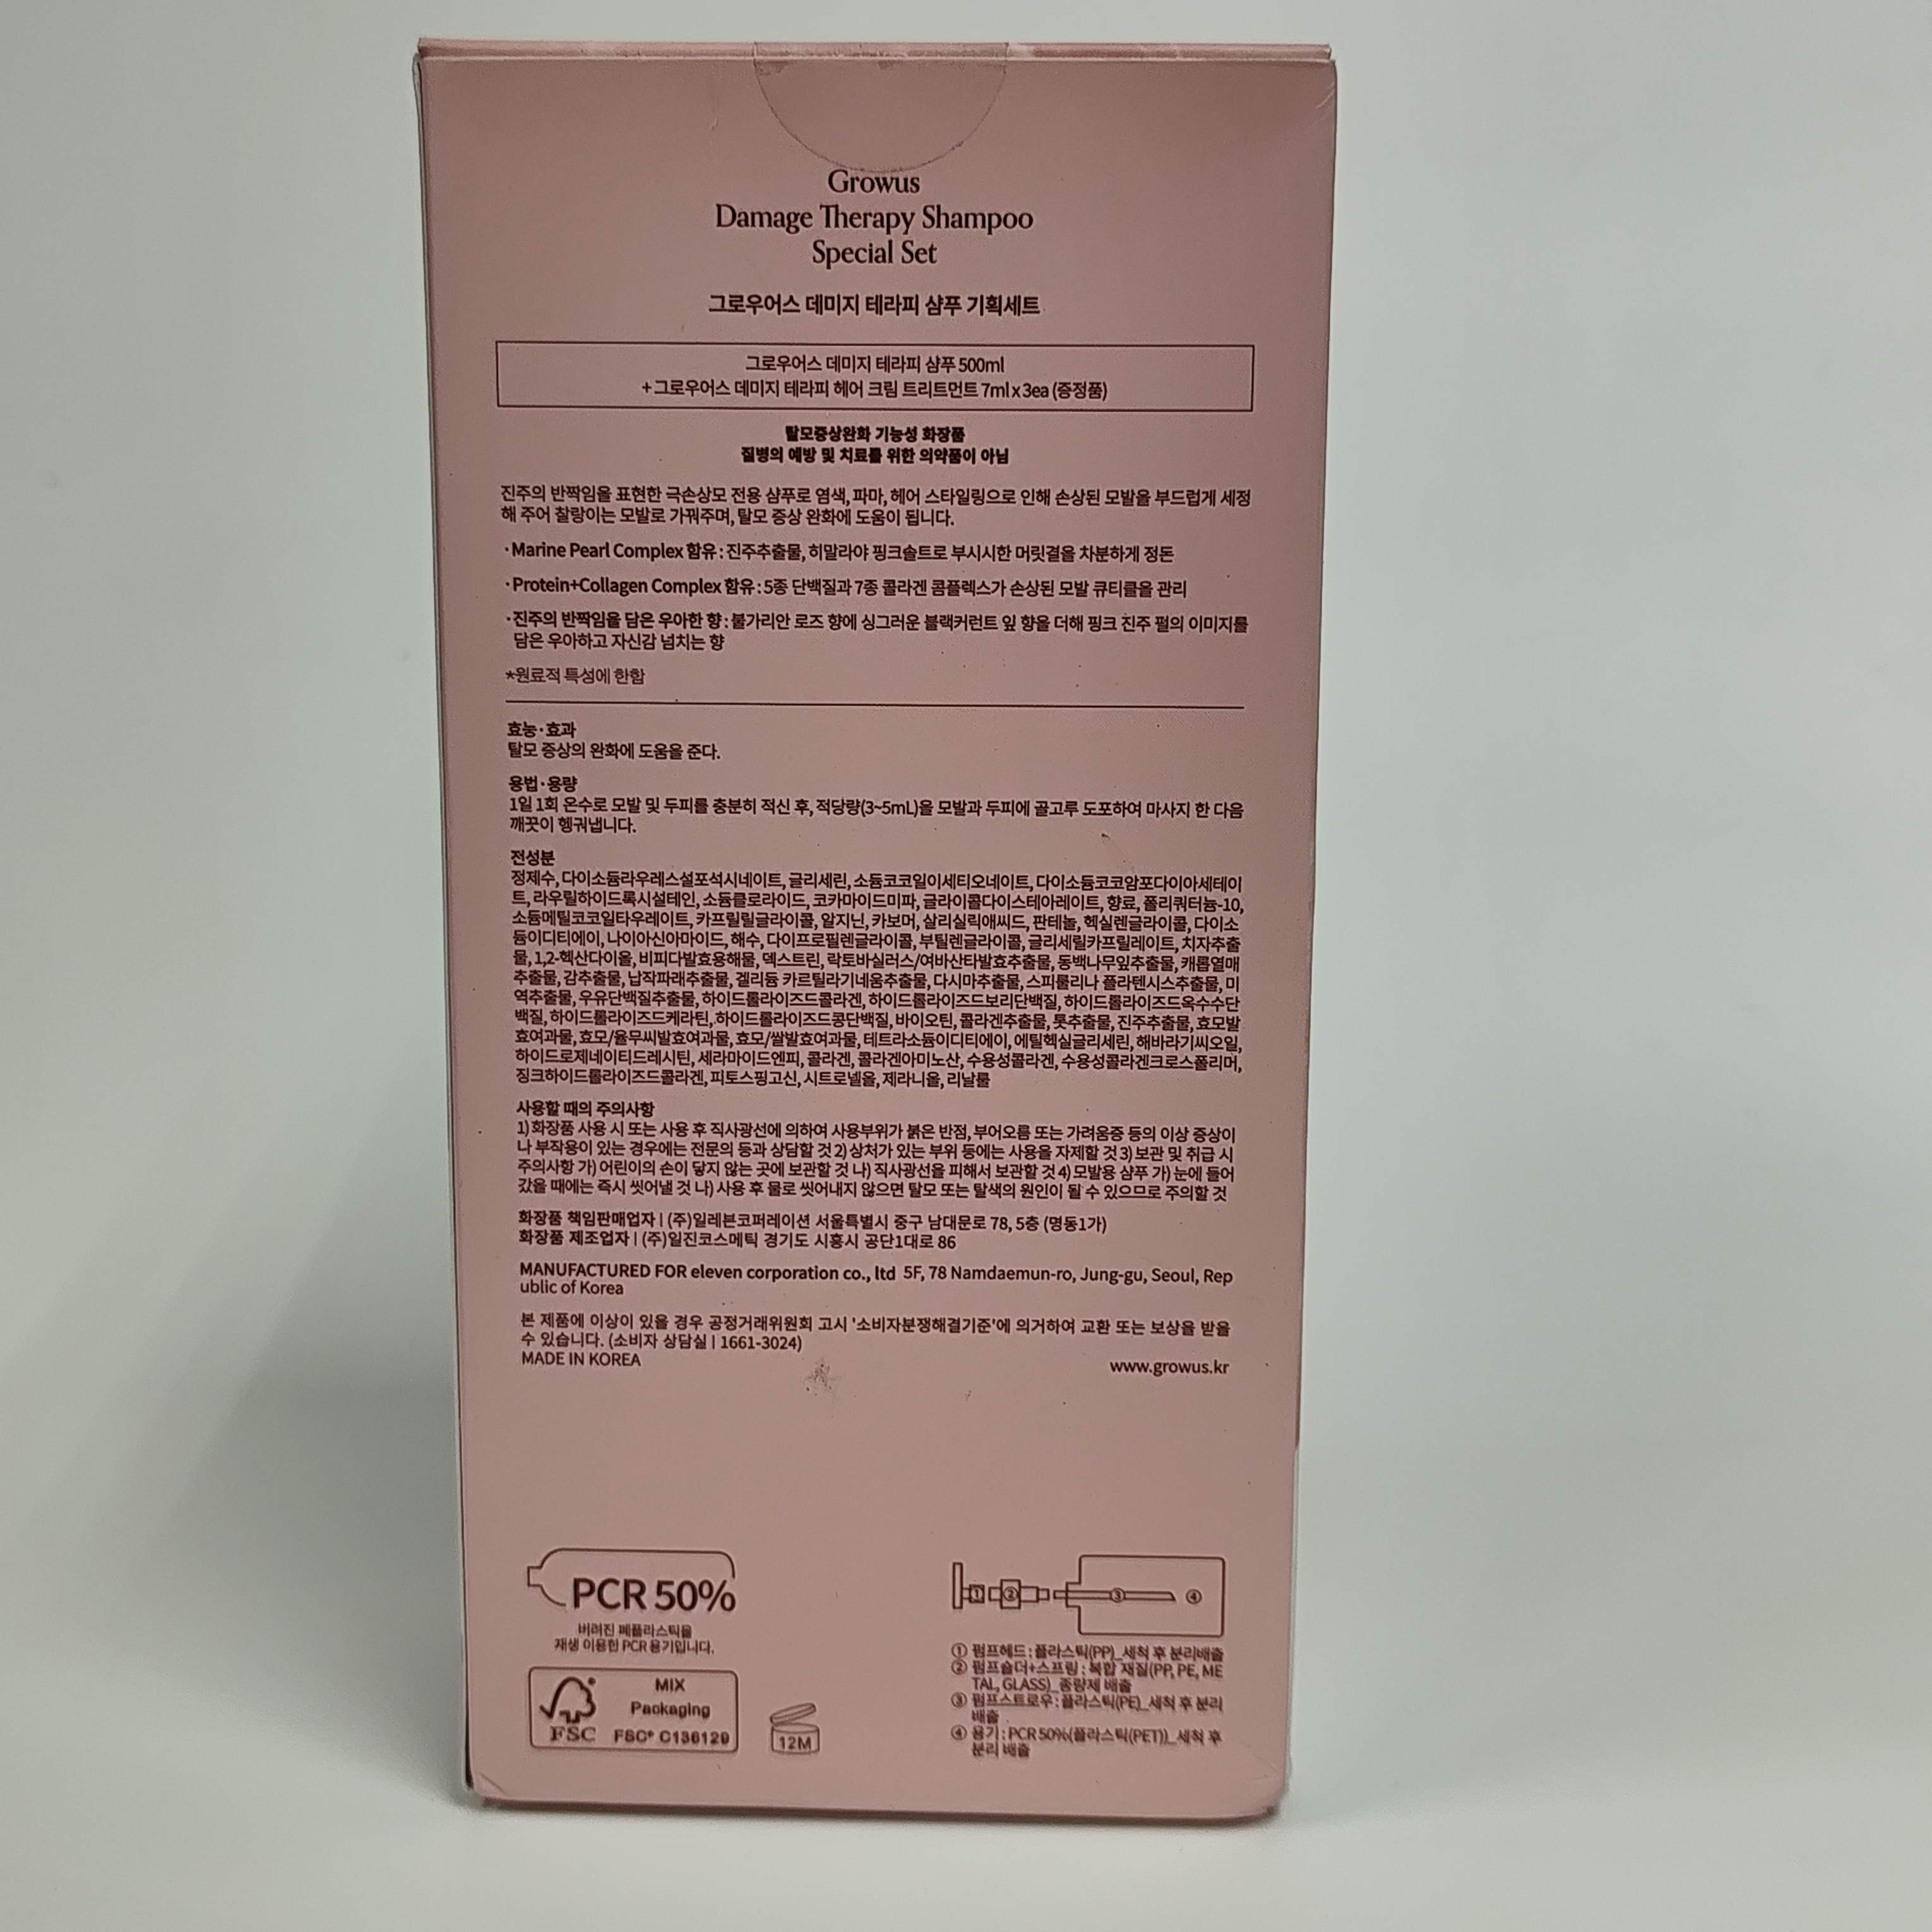 Growus
Damage Therapy Shampoo
Special Set
그로우어스 데미지 테라피 샴푸 기획세트
그로우어스 데미지 테라피 샴푸 500ml
+그로우어스 데미지 테라피 헤어 크림 트리트먼트 7ml x 3ea (증정품)
탈모증상완화 기능성 화장품
질병의 예방 및 치료를 위한 의약품이 아님
진주의 반짝임을 표현한 극손상모 전용 샴푸로 염색, 파마, 헤어 스타일링으로 인해 손상된 모발을 부드럽게 세정
해 주어 찰랑이는 모발로 가꿔주며, 탈모 증상 완화에 도움이 됩니다.
·Marine Pearl Complex 함유 : 진주추출물, 히말라야 핑크솔트로 부시시한 머릿결을 차분하게 정돈
·Protein+Collagen Complex 함유 : 5종 단백질과 7종 콜라겐 콤플렉스가 손상된 모발 큐티클을 관리
·진주의 반짝임을 담은 우아한 향 : 불가리안 로즈 향에 싱그러운 블랙커런트 잎 향을 더해 핑크 진주 펄의 이미지를
담은 우아하고 자신감 넘치는 향
*원료적 특성에 한함
효능·효과
탈모 증상의 완화에 도움을 준다.
용법·용량
1일 1회 온수로 모발 및 두피를 충분히 적신 후, 적당량(3~5mL)을 모발과 두피에 골고루 도포하여 마사지 한 다음
깨끗이 헹궈냅니다.
전성분
정제수, 다이소듐라우레스설포석시네이트, 글리세린, 소듐코코일이세티오네이트, 다이소듐코코암포다이아세테이
트, 라우릴하이드록시설테인, 소듐클로라이드, 코카마이드미파, 글라이콜다이스테아레이트, 향료, 폴리쿼터늄-10,
소듐메틸코코일타우레이트, 카프릴릴글라이콜, 알지닌, 카보머, 살리실릭애씨드, 판테놀, 헥실렌글라이콜, 다이소
듐이디티에이, 나이아신아마이드, 해수, 다이프로필렌글라이콜, 부틸렌글라이콜, 글리세릴카프릴레이트, 치자추출
물, 1,2-헥산다이올, 비피다발효용해물, 덱스트린, 락토바실러스/여바산타발효추출물, 동백나무잎추출물, 캐롭열매
추출물, 감추출물, 납작파래추출물, 겔리듐 카르틸라기네움추출물, 다시마추출물, 스피룰리나 플라텐시스추출물, 미
역추출물, 우유단백질추출물, 하이드롤라이즈드콜라겐, 하이드롤라이즈드보리단백질, 하이드롤라이즈드옥수수단
백질, 하이드롤라이즈드케라틴, 하이드롤라이즈드콩단백질, 바이오틴, 콜라겐추출물, 톳추출물, 진주추출물, 효모발
효여과물, 효모/율무씨발효여과물, 효모/쌀발효여과물, 테트라소듐이디티에이, 에틸헥실글리세린, 해바라기씨오일,
하이드로제네이티드레시틴, 세라마이드엔피, 콜라겐, 콜라겐아미노산, 수용성콜라겐, 수용성콜라겐크로스폴리머,
징크하이드롤라이즈드콜라겐, 피토스핑고신, 시트로넬올, 제라니올, 리날룰
사용할 때의 주의사항
1) 화장품 사용 시 또는 사용 후 직사광선에 의하여 사용부위가 붉은 반점, 부어오름 또는 가려움증 등의 이상 증상이
나 부작용이 있는 경우에는 전문의 등과 상담할 것 2) 상처가 있는 부위 등에는 사용을 자제할 것 3) 보관 및 취급 시
주의사항 가) 어린이의 손이 닿지 않는 곳에 보관할 것 나) 직사광선을 피해서 보관할 것 4) 모발용 샴푸 가) 눈에 들어
갔을 때에는 즉시 씻어낼 것 나) 사용 후 물로 씻어내지 않으면 탈모 또는 탈색의 원인이 될 수 있으므로 주의할 것
화장품 책임판매업자 | (주)일레븐코퍼레이션 서울특별시 중구 남대문로 78, 5층 (명동1가)
화장품 제조업자 | (주)일진코스메틱 경기도 시흥시 공단1대로 86
MANUFACTURED FOR eleven corporation co., ltd 5F, 78 Namdaemun-ro, Jung-gu, Seoul, Rep
ublic of Korea
본 제품에 이상이 있을 경우 공정거래위원회 고시 '소비자분쟁해결기준'에 의거하여 교환 또는 보상을 받을
수 있습니다. (소비자 상담실 | 1661-3024)
MADE IN KOREA
www.growus.kr
PCR 50%
버려진 폐플라스틱을
재생 이용한 PCR 용기입니다.
FSC
MIX
Packaging
FSC® C136129
12M
① ② ③ ④
① 펌프헤드 : 플라스틱(PP)_세척 후 분리배출
② 펌프숄더+스프링 : 복합 재질(PP, PE, ME
TAL, GLASS)_종량제 배출
③ 펌프스트로우 : 플라스틱(PE)_세척 후 분리
배출
④ 용기 : PCR 50%(플라스틱(PET))_세척 후
분리 배출